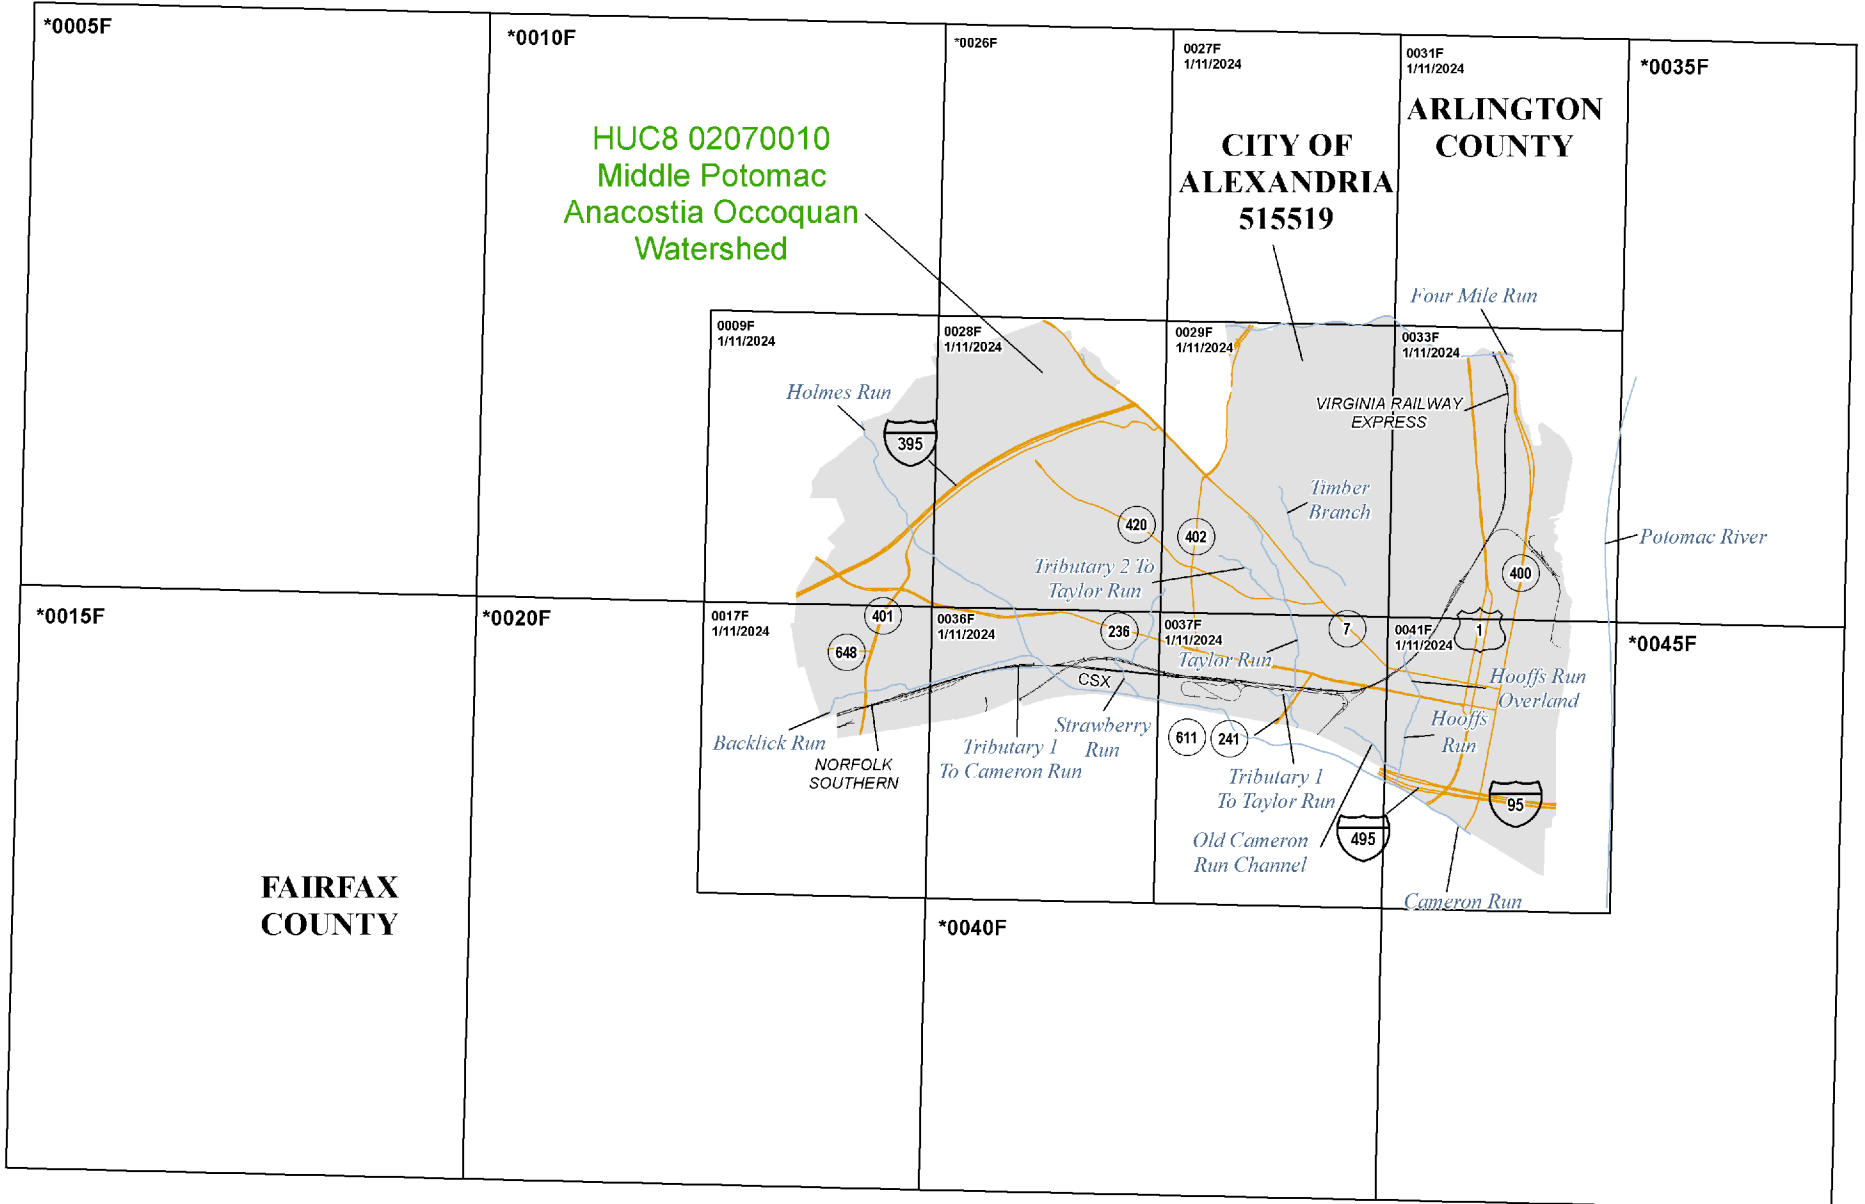 *0005F
*0010F
*0026F
0027F
1/11/2024
0031F
1/11/2024
*0035F
ARLINGTON
COUNTY
CITY OF
ALEXANDRIA
515519
HUC8 02070010
Middle Potomac
Anacostia Occoquan
Watershed
Four Mile Run
0009F
1/11/2024
0028F
1/11/2024
0029F
1/11/2024
0033F
1/11/2024
Holmes Run
395
VIRGINIA RAILWAY
EXPRESS
Timber
Branch
420
402
Potomac River
Tributary 2 To
Taylor Run
400
*0015F
*0020F
0017F
1/11/2024
401
0036F
1/11/2024
236
0037F
1/11/2024
7
0041F
1/11/2024
1
*0045F
648
Taylor Run
CSX
Hooffs Run
Overland
Hooffs
Run
Backlick Run
NORFOLK
SOUTHERN
Tributary 1
To Cameron Run
Strawberry
Run
611
241
Tributary 1
To Taylor Run
95
495
Old Cameron
Run Channel
Cameron Run
FAIRFAX
COUNTY
*0040F